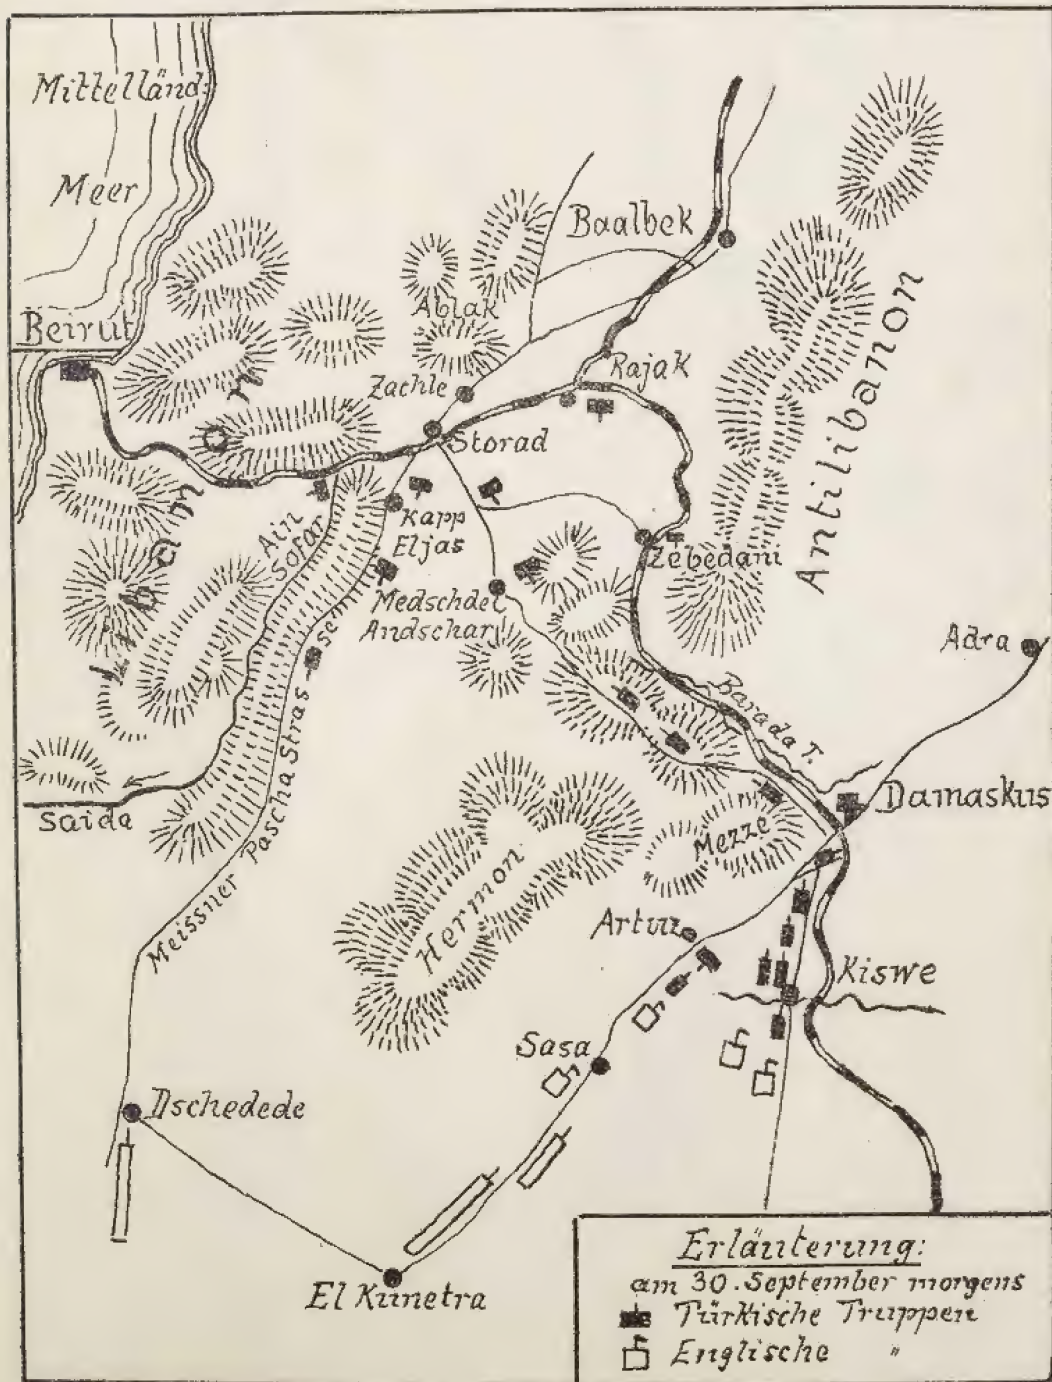 Mittelländ:
Meer
Beirut
Baalbek
Ablak
Zachle
Rajak
Storad
Libanon
Antilibanon
Ain
Sofar
Kapp
Eljas
Zebedani
Medschdel
Andschar
Adra
Barada T.
Saida
Meissner Pascha Strasse
Damaskus
Mezze
Hermon
Artuz
Kiswe
Sasa
Dschedede
El Kunetra
Erläuterung:
am 30. September morgens
Türkische Truppen
Englische "